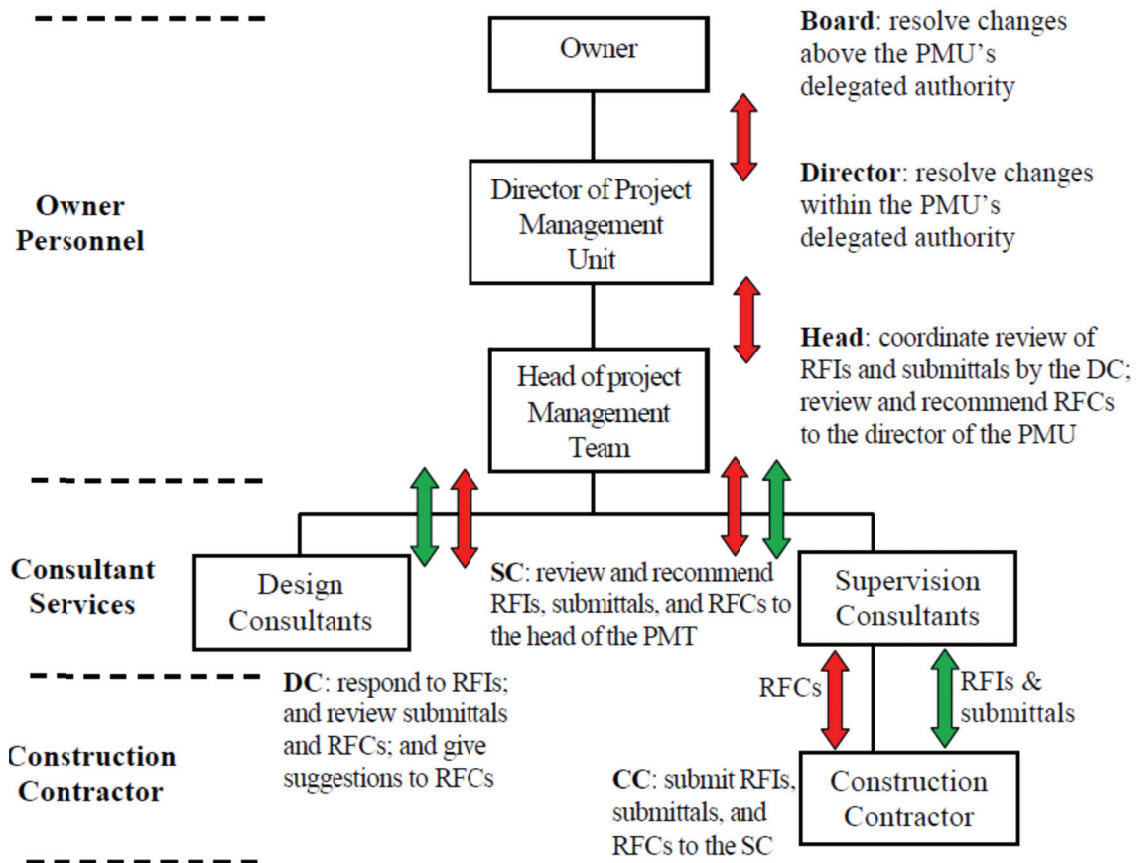 Owner
Board: resolve changes
above the PMU's
delegated authority
Owner
Personnel
Director of Project
Management
Unit
Director: resolve changes
within the PMU's
delegated authority
Head of project
Management
Team
Head: coordinate review of
RFIs and submittals by the DC;
review and recommend RFCs
to the director of the PMU
Consultant
Services
Design
Consultants
SC: review and recommend
RFIs, submittals, and RFCs to
the head of the PMT
Supervision
Consultants
DC: respond to RFIs;
and review submittals
and RFCs; and give
suggestions to RFCs
RFCs
RFIs &
submittals
Construction
Contractor
CC: submit RFIs,
submittals, and
RFCs to the SC
Construction
Contractor